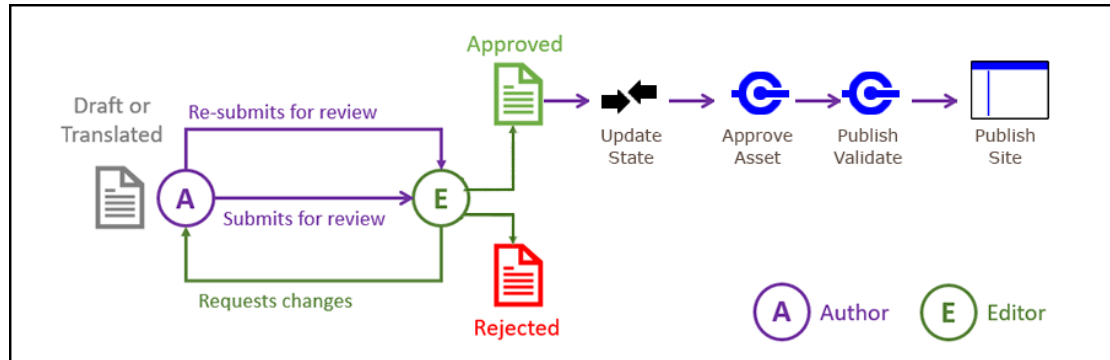 Approved
Draft or
Translated
Re-submits for review
A
E
Submits for review
Requests changes
Rejected
Update
State
Approve
Asset
Publish
Validate
Publish
Site
A Author
E Editor